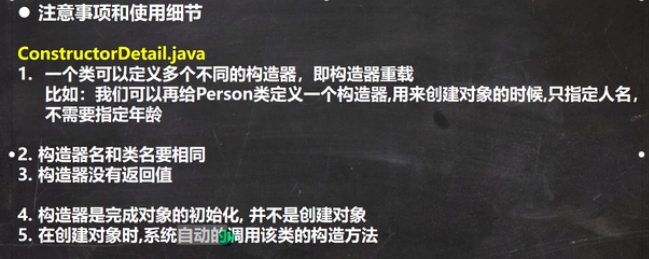 ● 注意事项和使用细节
ConstructorDetail.java
1. 一个类可以定义多个不同的构造器，即构造器重载
比如：我们可以再给Person类定义一个构造器,用来创建对象的时候,只指定人名，
不需要指定年龄
2. 构造器名和类名要相同
3. 构造器没有返回值
4. 构造器是完成对象的初始化, 并不是创建对象
5. 在创建对象时,系统自动的调用该类的构造方法